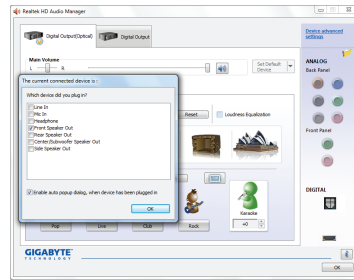 Realtek HD Audio Manager
Digital Output(Optical)
Digital Output
Device advanced settings
Main Volume
L
R
Set Default Device
ANALOG
Back Panel
The current connected device is :
Which device did you plug in?
Line In
Mic In
Headphone
Front Speaker Out
Rear Speaker Out
Center/Subwoofer Speaker Out
Side Speaker Out
Enable auto popup dialog, when device has been plugged in
OK
Reset
Loudness Equalization
Front Panel
Karaoke
40
Pop
Live
Club
Rock
DIGITAL
GIGABYTE
TECHNOLOGY
OK